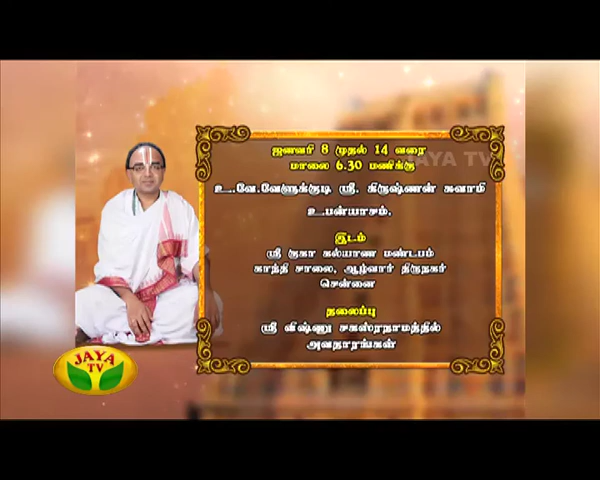 ஜனவரி 8 முதல் 14 வரை
மாலை 6.30 மணிக்கு
JAYA TV
உ..வே.வேளுக்குடி ஸ்ரீ. கிருஷ்ணன் சுவாமி
உ.பன்யாசம்.
இடம்
ஸ்ரீ ருகா கல்யாண மண்டபம்
காந்தி சாலை, ஆழ்வார் திருநகர்
சென்னை
தலைப்பு
ஸ்ரீ விஷ்ணு சகஸ்ரநாமத்தில்
அவதாரங்கள்
JAYA
TV